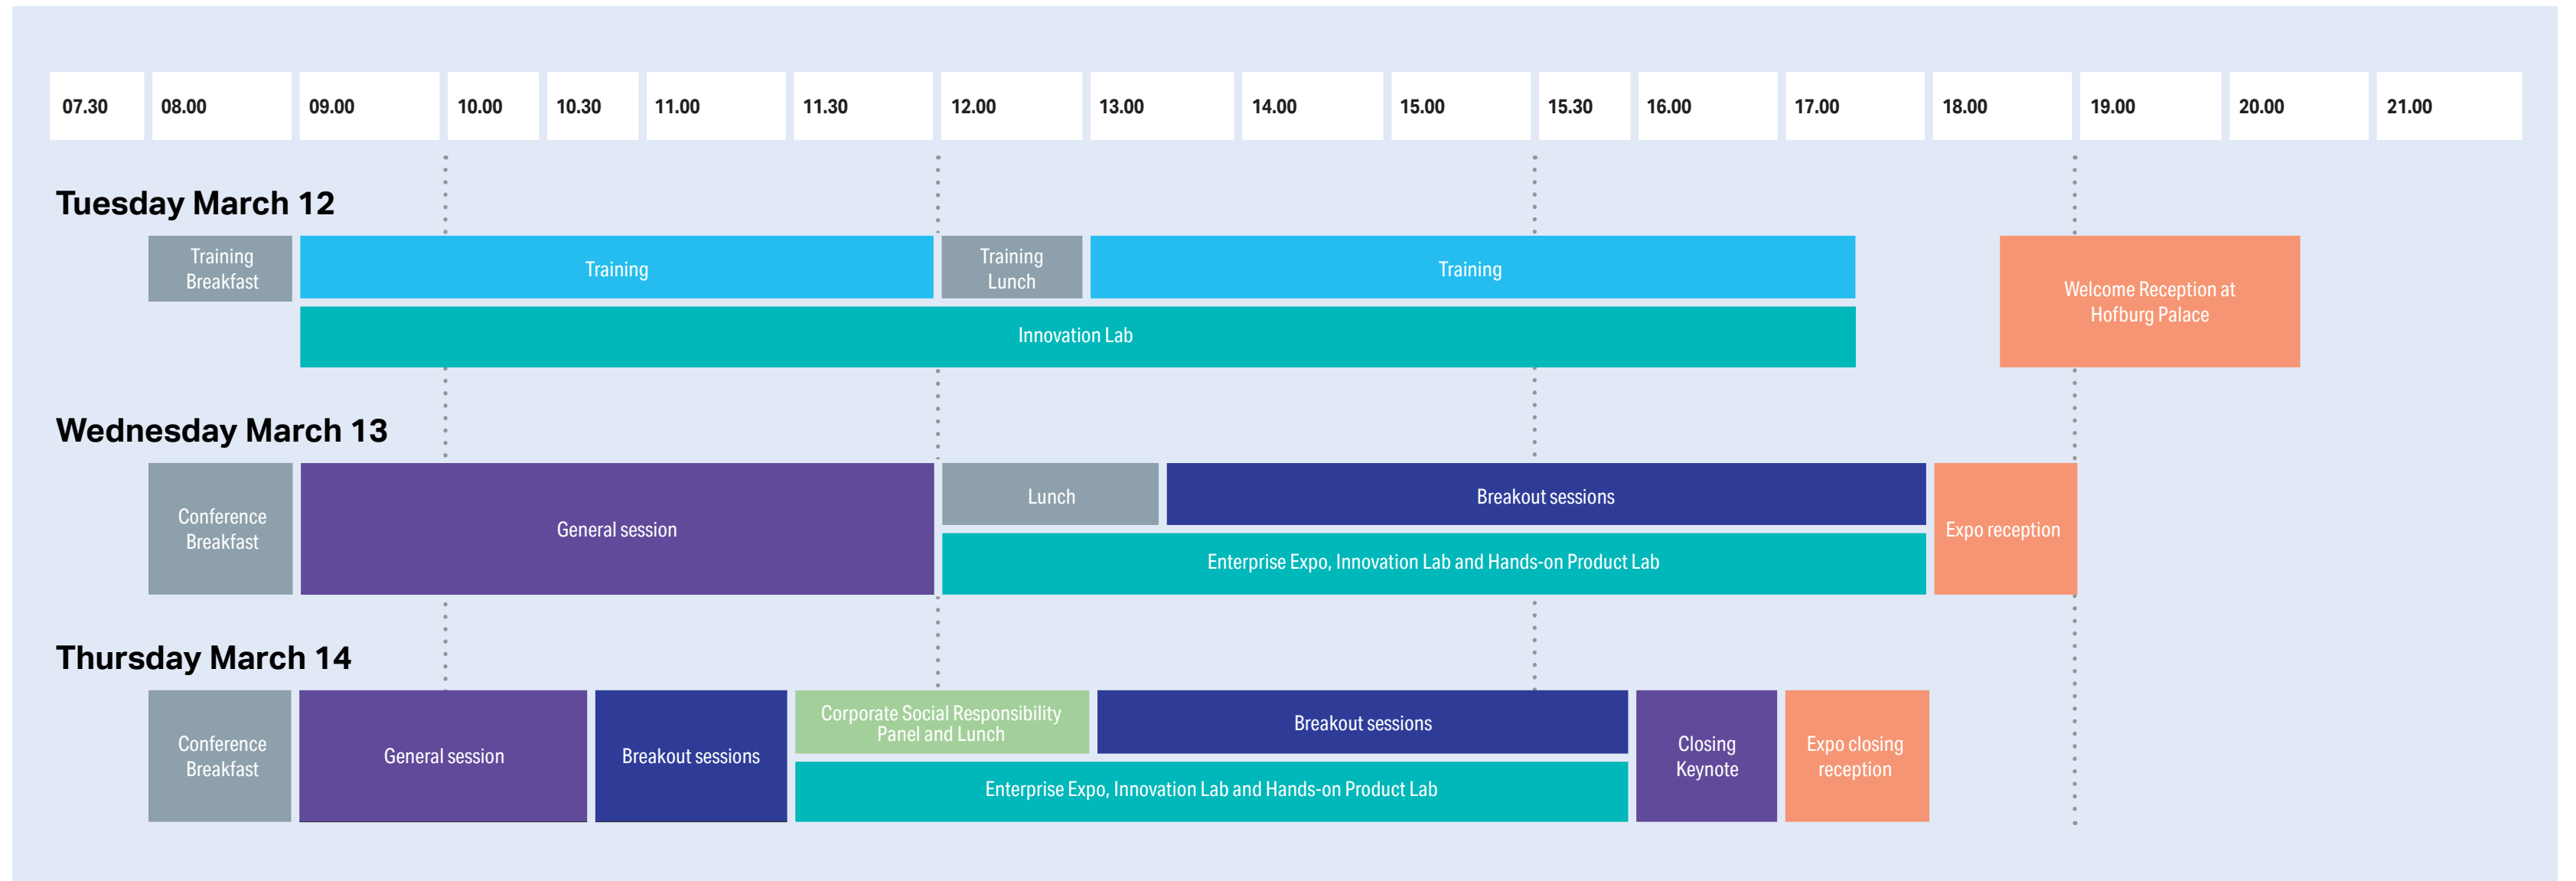 07.30 08.00 09.00 10.00 10.30 11.00 11.30 12.00 13.00 14.00 15.00 15.30 16.00 17.00 18.00 19.00 20.00 21.00
Tuesday March 12
Training
Breakfast
Training
Training
Lunch
Training
Innovation Lab
Welcome Reception at
Hofburg Palace
Wednesday March 13
Conference
Breakfast
General session
Lunch
Breakout sessions
Enterprise Expo, Innovation Lab and Hands-on Product Lab
Expo reception
Thursday March 14
Conference
Breakfast
General session
Breakout sessions
Corporate Social Responsibility
Panel and Lunch
Breakout sessions
Enterprise Expo, Innovation Lab and Hands-on Product Lab
Closing
Keynote
Expo closing
reception